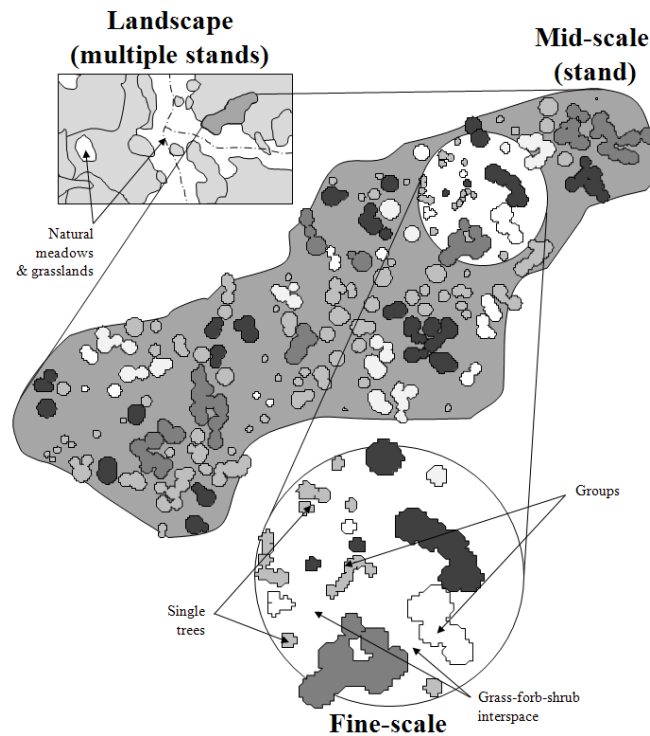 Landscape
(multiple stands)
Mid-scale
(stand)
Natural
meadows
& grasslands
Groups
Single
trees
Grass-forb-shrub
interspace
Fine-scale